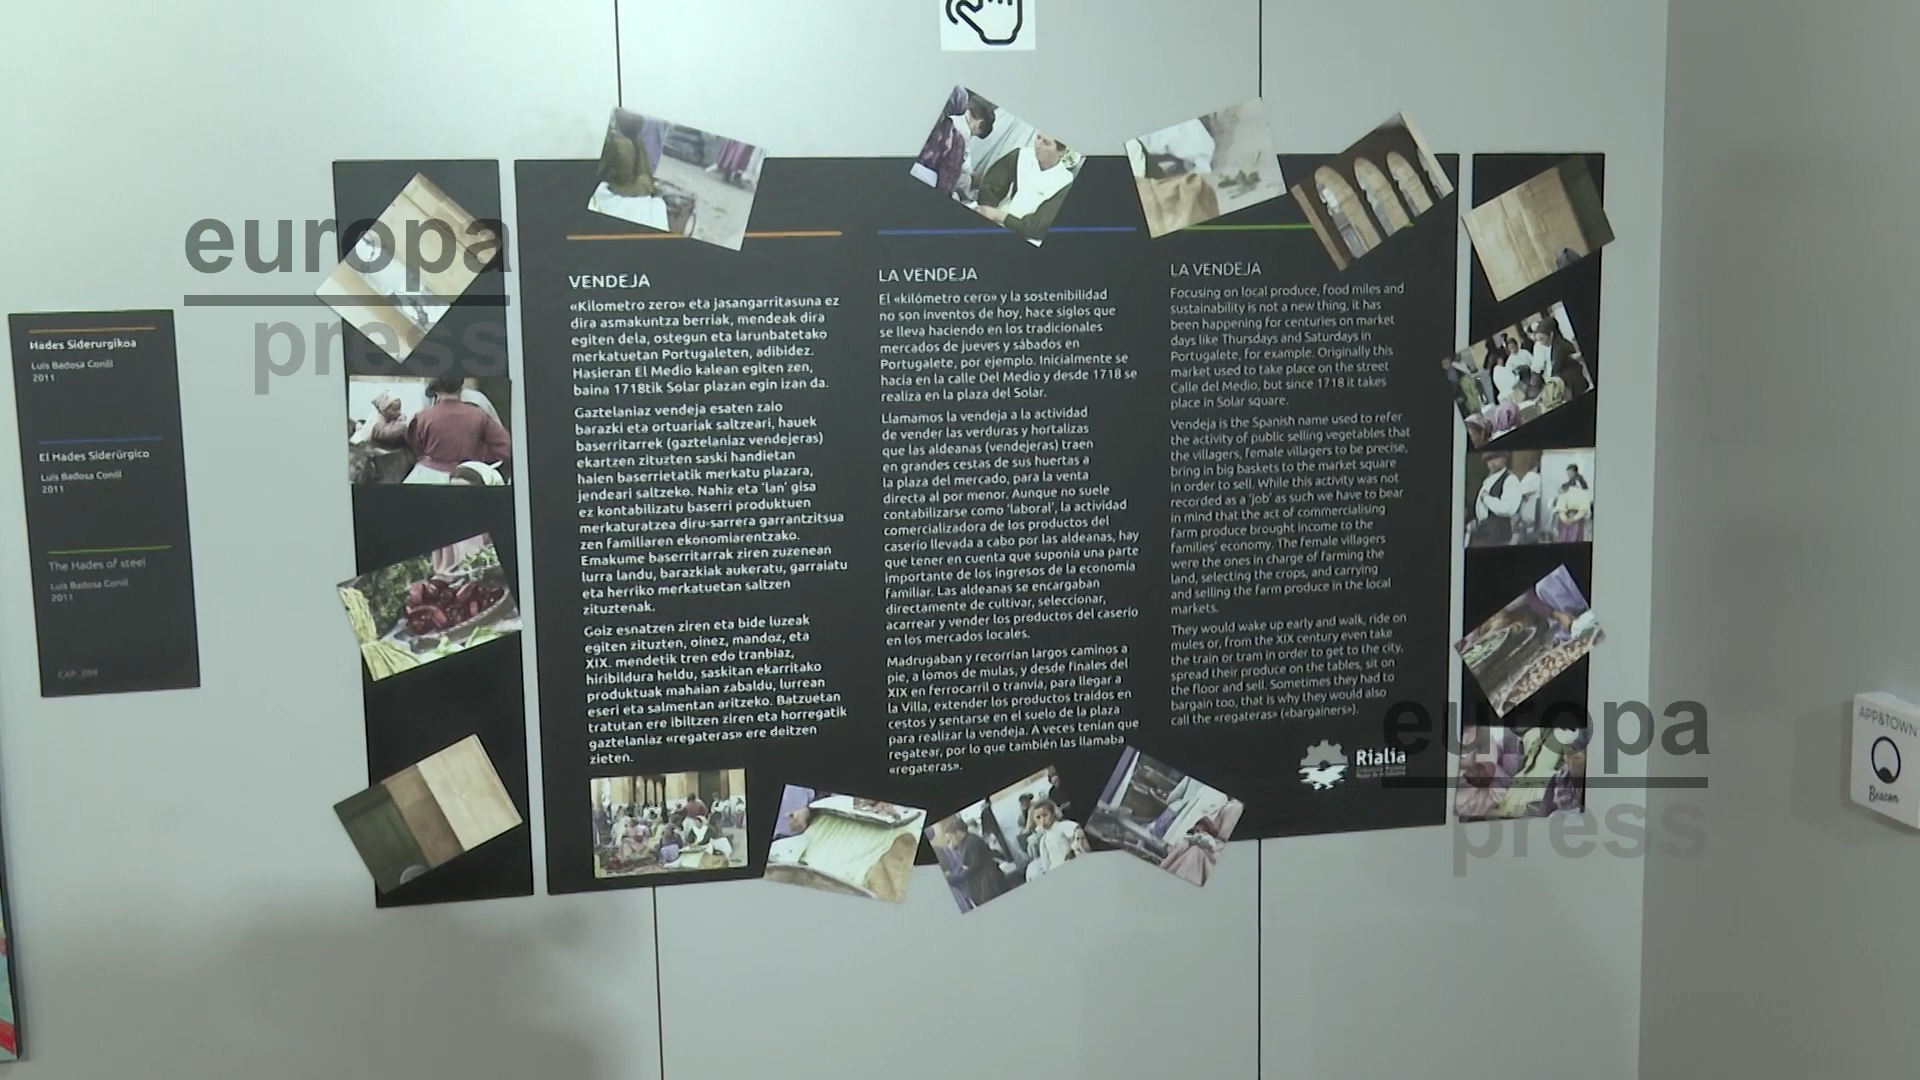 Hades Siderurgikoa
Luis Badosa Conill
2011
El Hades Siderúrgico
Luis Badosa Conill
2011
The Hades of steel
Luis Badosa Conill
2011
VENDEJA
«Kilometro zero» eta jasangarritasuna ez
dira asmakuntza berriak, mendeak dira
egiten dela, ostegun eta larunbatetako
merkatuetan Portugaleten, adibidez.
Hasieran El Medio kalean egiten zen,
baina 1718tik Solar plazan egin izan da.
Gaztelaniaz vendeja esaten zaio
barazki eta ortuariak saltzeari, hauek
baserritarrek (gaztelaniaz vendejeras)
ekartzen zituzten saski handietan
haien baserrietatik merkatu plazara,
jendeari saltzeko. Nahiz eta 'lan' gisa
ez kontabilizatu baserri produktuen
merkaturatzea diru-sarrera garrantzitsua
zen familiaren ekonomiarentzako.
Emakume baserritarrak ziren zuzenean
lurra landu, barazkiak aukeratu, garraiatu
eta herriko merkatuetan saltzen
zituztenak.
Goiz esnatzen ziren eta bide luzeak
egiten zituzten, oinez, mandoz, eta
XIX. mendetik tren edo tranbiaz,
hiribildura heldu, saskitan ekarritako
produktuak mahaian zabaldu, lurrean
eseri eta salmentan aritzeko. Batzuetan
tratutan ere ibiltzen ziren eta horregatik
gaztelaniaz «regateras» ere deitzen
zieten.
LA VENDEJA
El «kilómetro cero» y la sostenibilidad
no son inventos de hoy, hace siglos que
se lleva haciendo en los tradicionales
mercados de jueves y sábados en
Portugalete, por ejemplo. Inicialmente se
hacía en la calle Del Medio y desde 1718 se
realiza en la plaza del Solar.
Llamamos la vendeja a la actividad
de vender las verduras y hortalizas
que las aldeanas (vendejeras) traen
en grandes cestas de sus huertas a
la plaza del mercado, para la venta
directa al por menor. Aunque no suele
contabilizarse como 'laboral', la actividad
comercializadora de los productos del
caserío llevada a cabo por las aldeanas, hay
que tener en cuenta que suponía una parte
importante de los ingresos de la economía
familiar. Las aldeanas se encargaban
directamente de cultivar, seleccionar,
acarrear y vender los productos del caserío
en los mercados locales.
Madrugaban y recorrían largos caminos a
pie, a lomos de mulas, y desde finales del
XIX en ferrocarril o tranvía, para llegar a
la Villa, extender los productos traídos en
cestos y sentarse en el suelo de la plaza
para realizar la vendeja. A veces tenían que
regatear, por lo que también las llamaba
«regateras».
LA VENDEJA
Focusing on local produce, food miles and
sustainability is not a new thing, it has
been happening for centuries on market
days like Thursdays and Saturdays in
Portugalete, for example. Originally this
market used to take place on the street
Calle del Medio, but since 1718 it takes
place in Solar square.
Vendeja is the Spanish name used to refer
the activity of public selling vegetables that
the villagers, female villagers to be precise,
bring in big baskets to the market square
in order to sell. While this activity was not
recorded as a 'job' as such we have to bear
in mind that the act of commercialising
farm produce brought income to the
families' economy. The female villagers
were the ones in charge of farming the
land, selecting the crops, and carrying
and selling the farm produce in the local
markets.
They would wake up early and walk, ride on
mules or, from the XIX century even take
the train or tram in order to get to the city,
spread their produce on the tables, sit on
the floor and sell. Sometimes they had to
bargain too, that is why they would also
call the «regateras» («bargainers»).
Rialia
APP&TOWN
Beacon
europa
press
europa
press